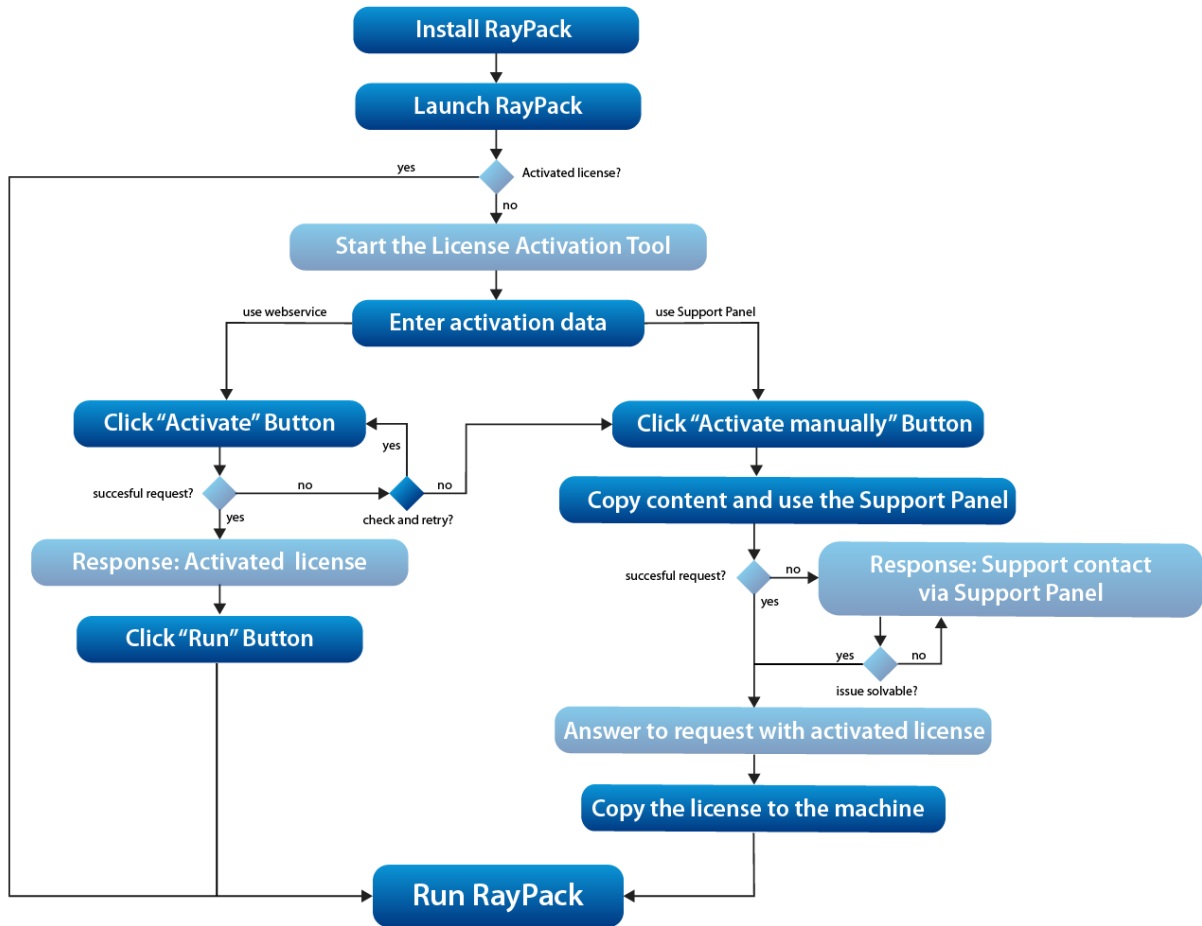 Install RayPack
Launch RayPack
yes
Activated license?
no
Start the License Activation Tool
use webservice
Enter activation data
use Support Panel
Click “Activate” Button
Click “Activate manually” Button
yes
succesful request?
no
no
yes
check and retry?
Copy content and use the Support Panel
Response: Activated  license
succesful request?
no
yes
Response: Support contact
via Support Panel
Click “Run” Button
yes
no
issue solvable?
Answer to request with activated license
Copy the license to the machine
Run RayPack